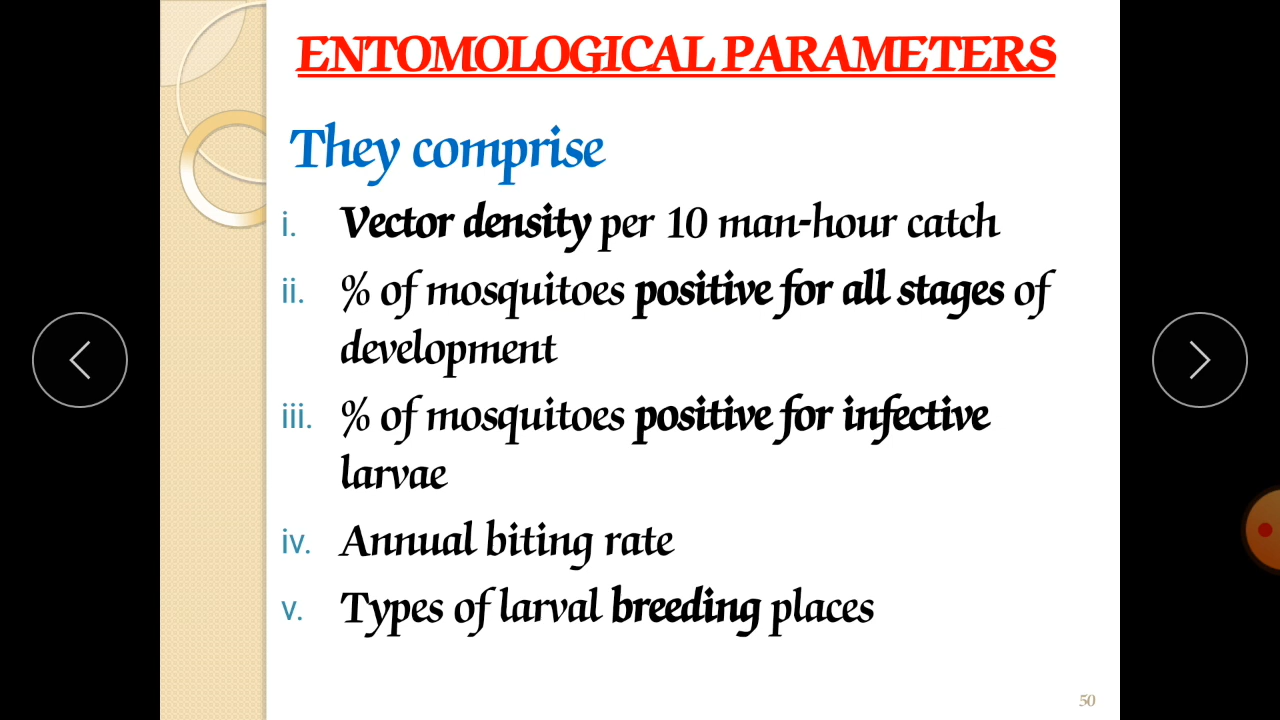 ENTOMOLOGICAL PARAMETERS
They comprise
i. Vector density per 10 man-hour catch
ii. % of mosquitoes positive for all stages of
development
iii. % of mosquitoes positive for infective
larvae
iv. Annual biting rate
v. Types of larval breeding places
50